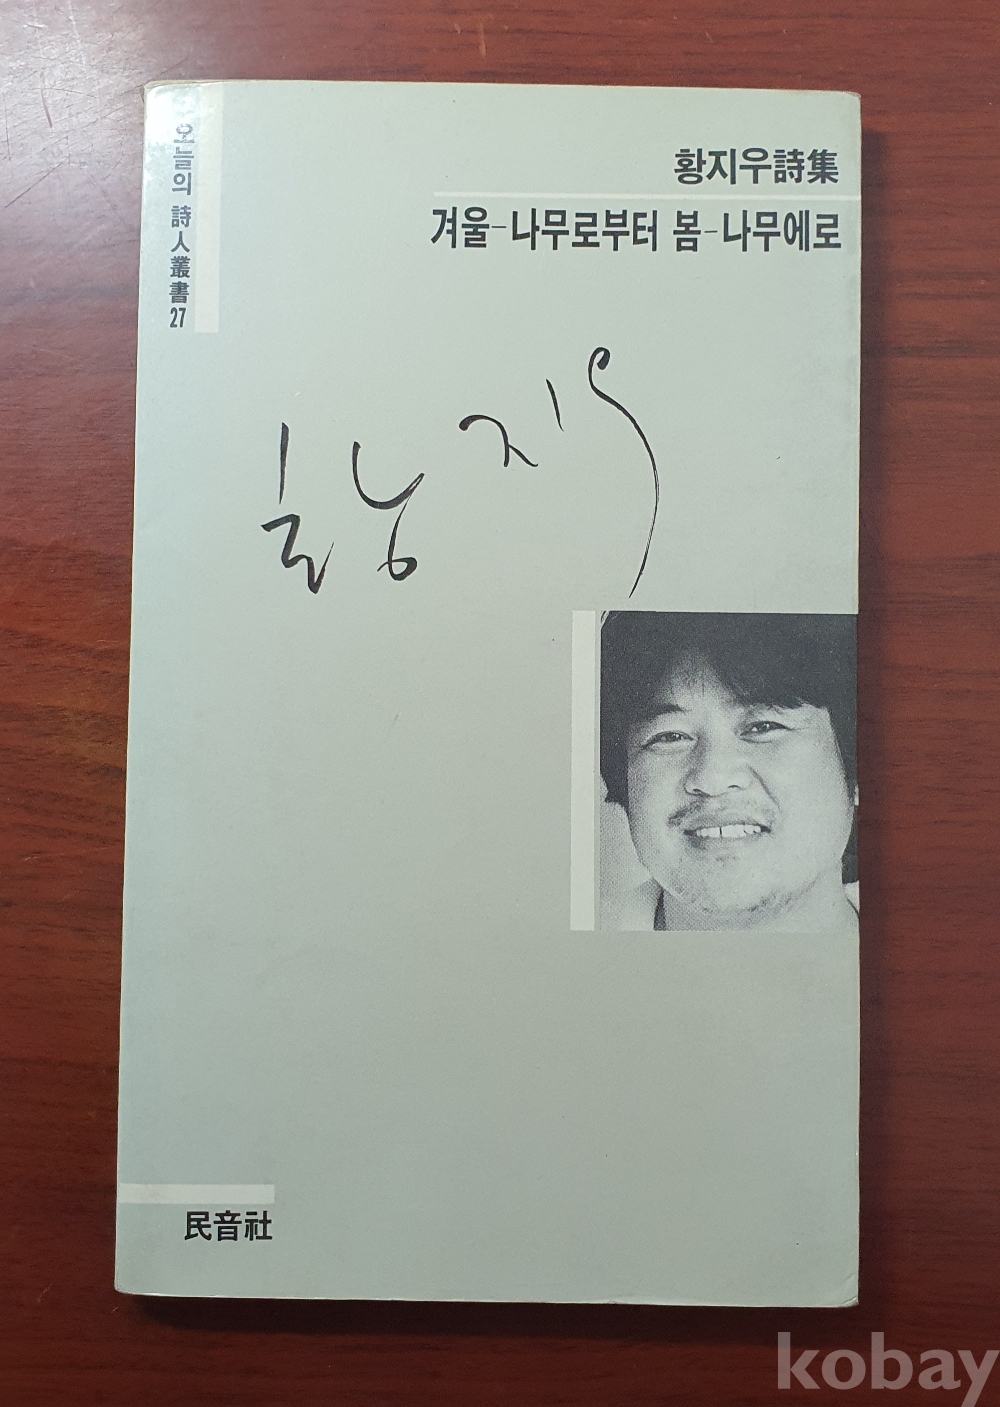 오늘의 詩人叢書 27
황지우詩集
겨울-나무로부터 봄-나무에로
황지우
民音社
kobay